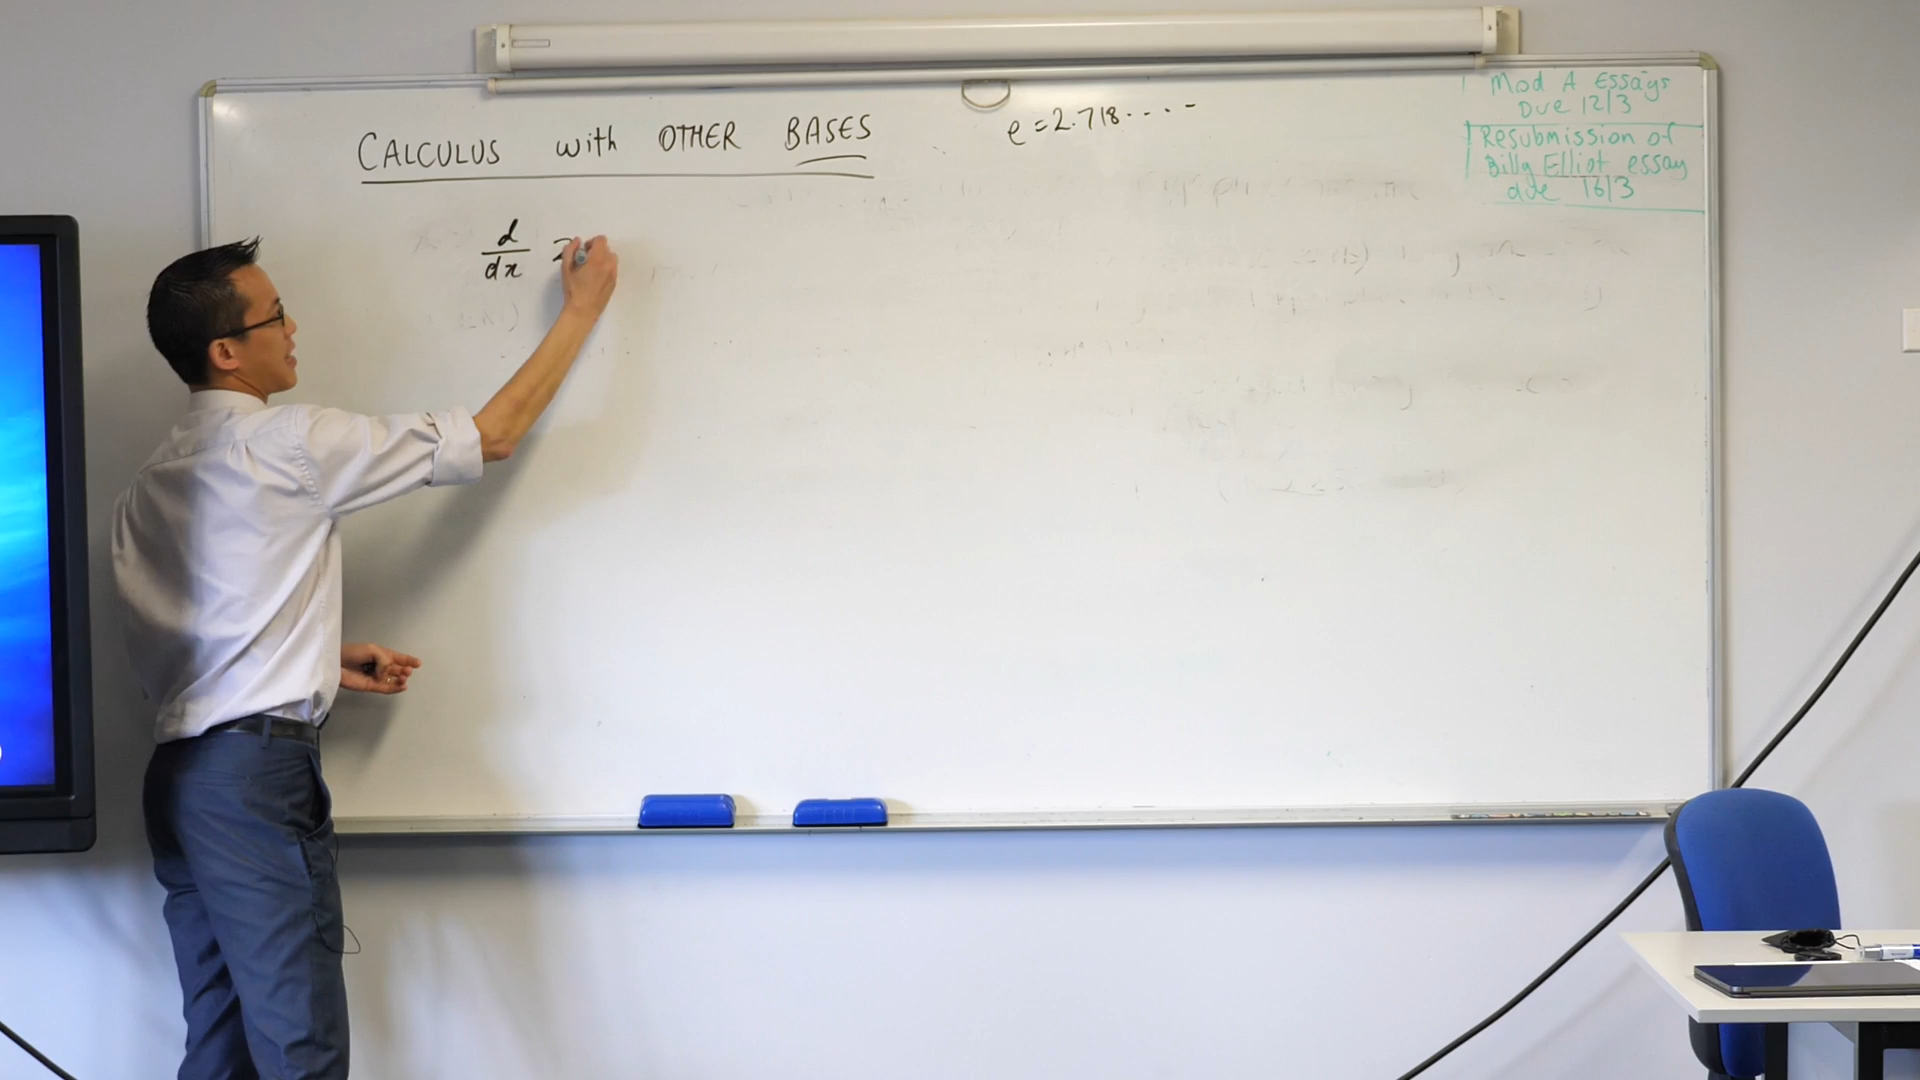 CALCULUS with OTHER BASES
e = 2.718....-
d
dx 2
Mod A Essays
Due 12/3
Resubmission of
Billy Elliot essay
due 16/3